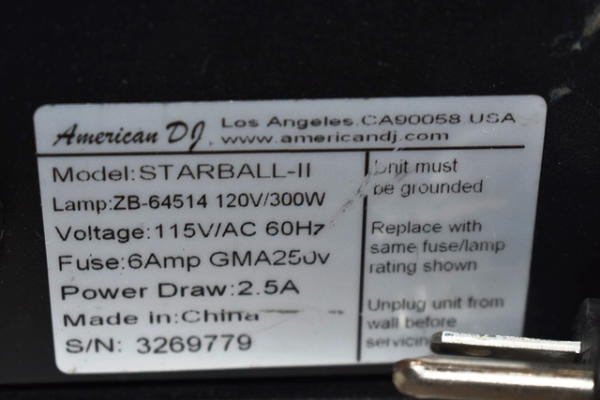 American DJ, Los Angeles, CA90058 USA
www.americandj.com
Model:STARBALL-II
Lamp:ZB-64514 120V/300W
Voltage:115V/AC 60Hz
Fuse:6Amp GMA250v
Power Draw:2.5A
Made in:China
S/N: 3269779
Unit must
be grounded
Replace with
same fuse/lamp
rating shown
Unplug unit from
wall before
servicing